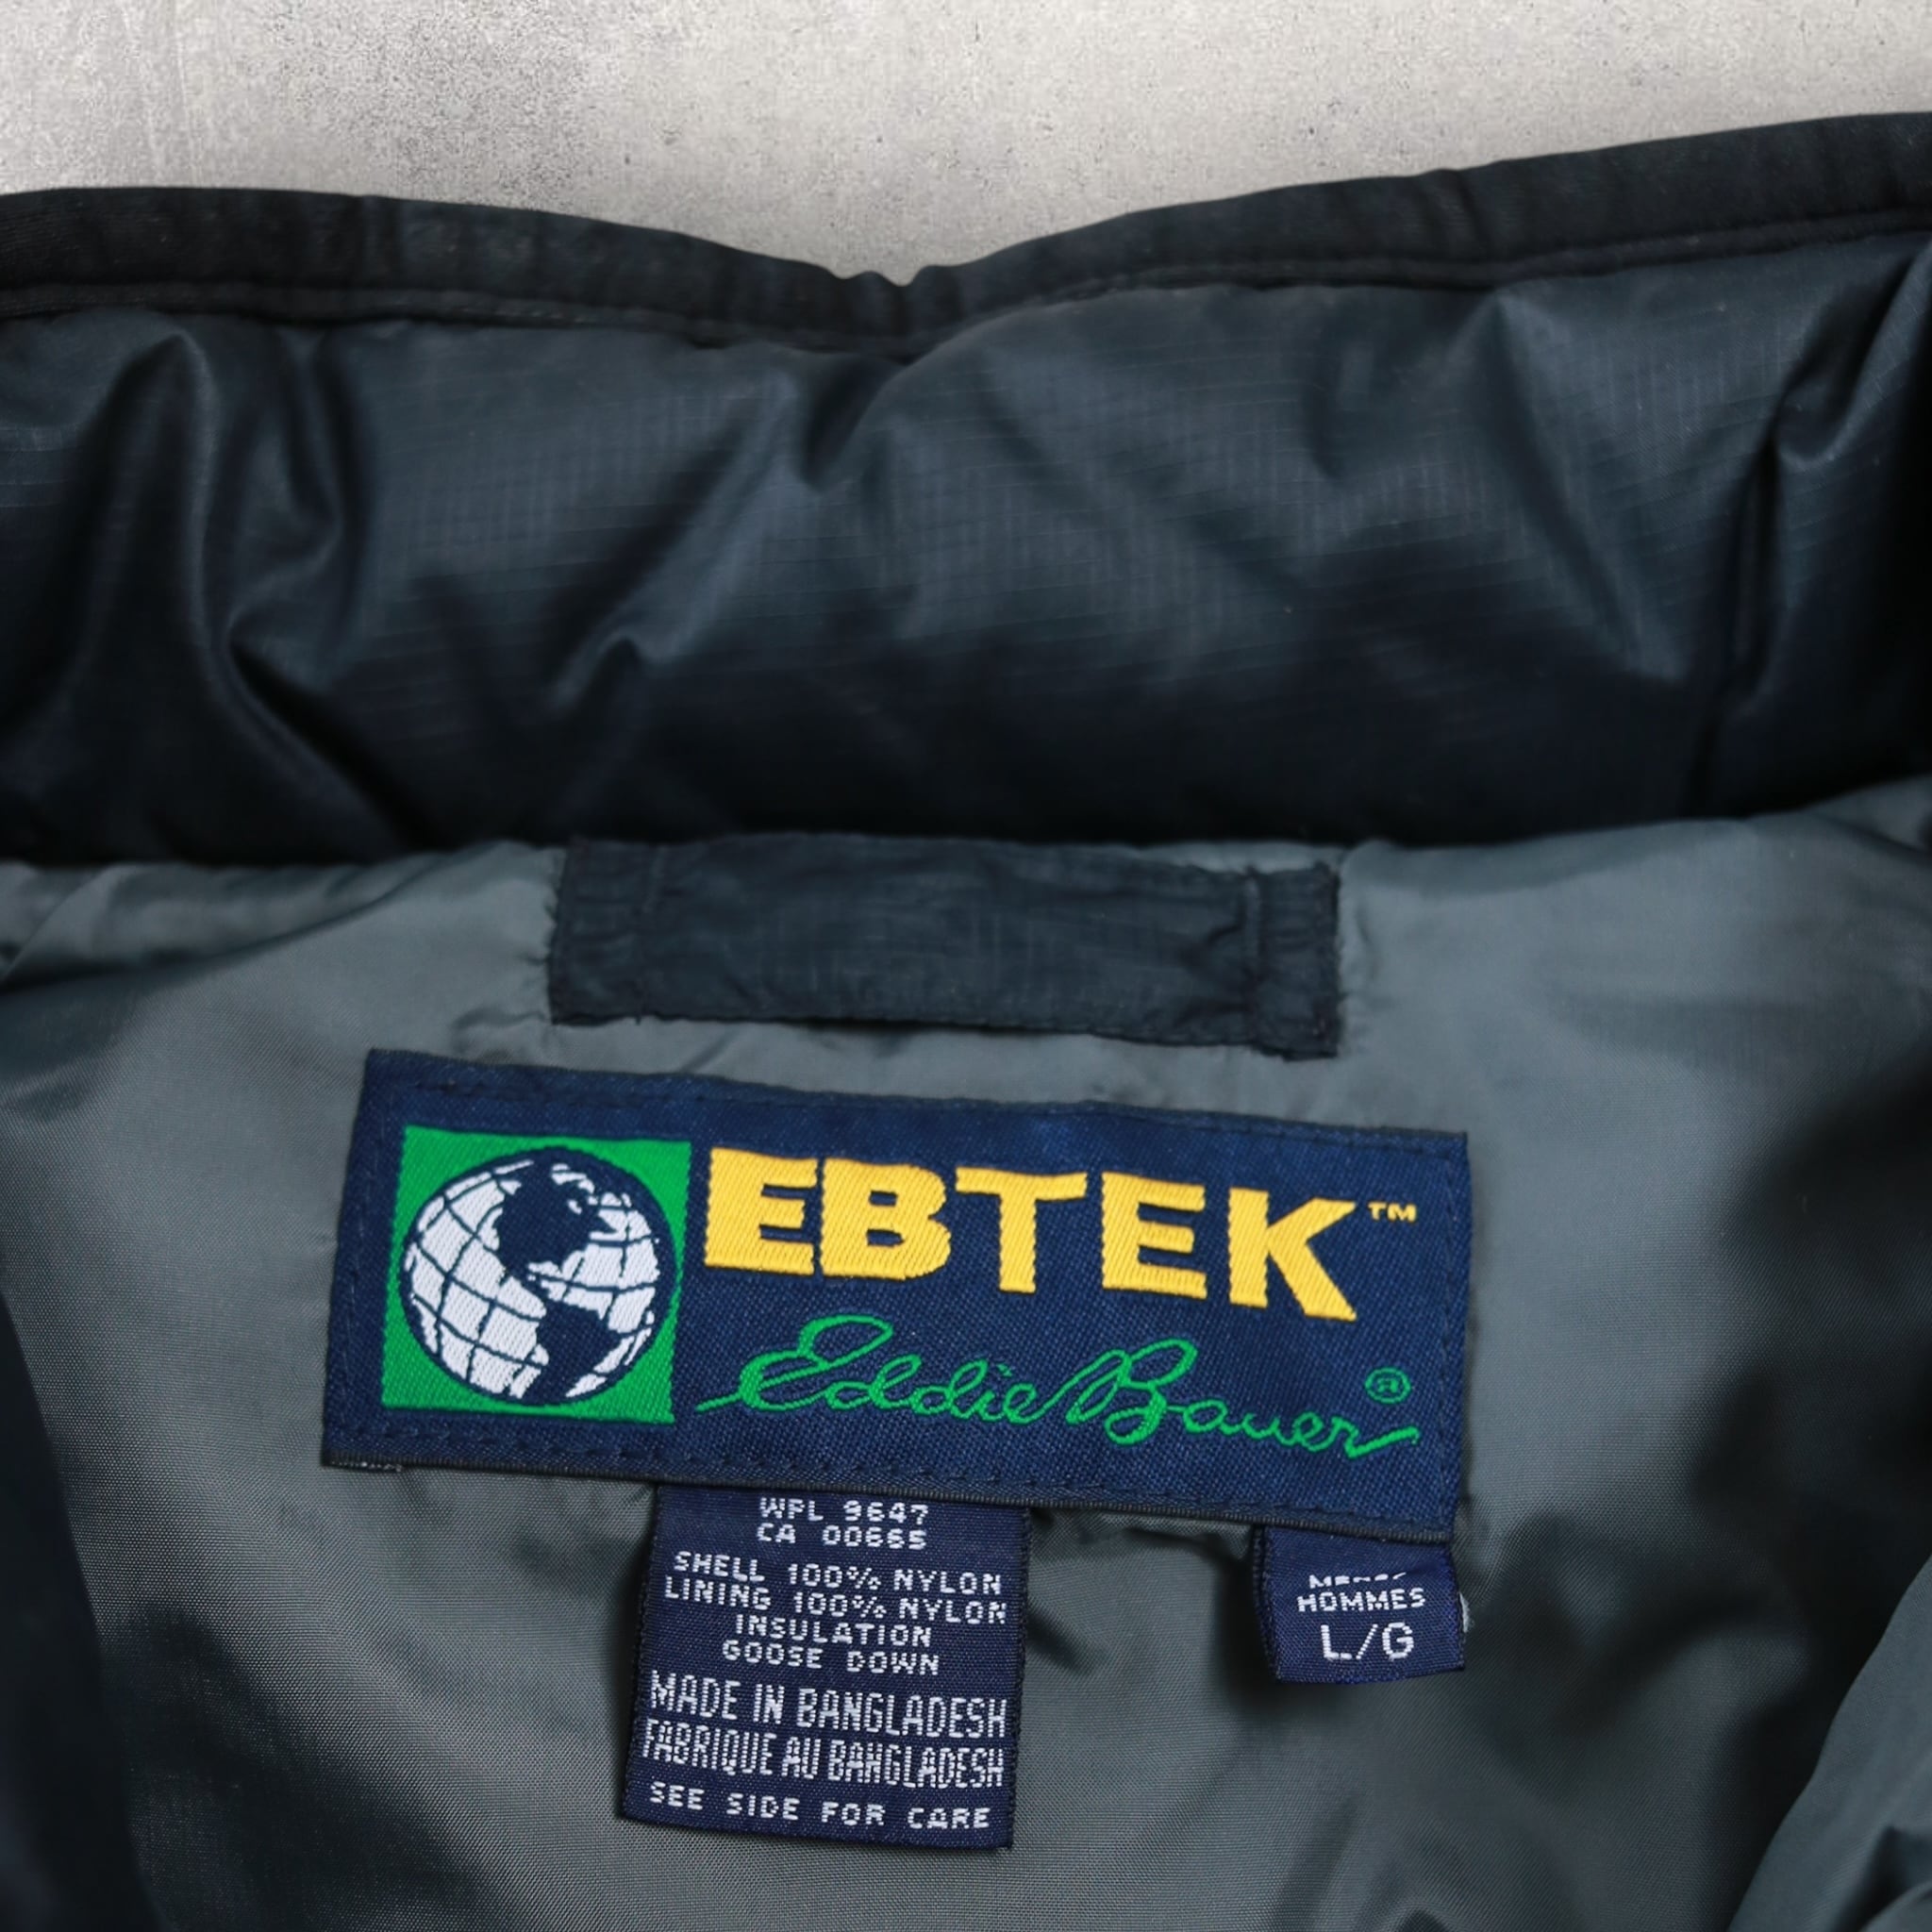 EBTEK™
Eddie Bauer®
WPL 9647
CA 00665
SHELL 100% NYLON
LINING 100% NYLON
INSULATION
GOOSE DOWN
MADE IN BANGLADESH
FABRIQUE AU BANGLADESH
SEE SIDE FOR CARE
HOMMES
L/G